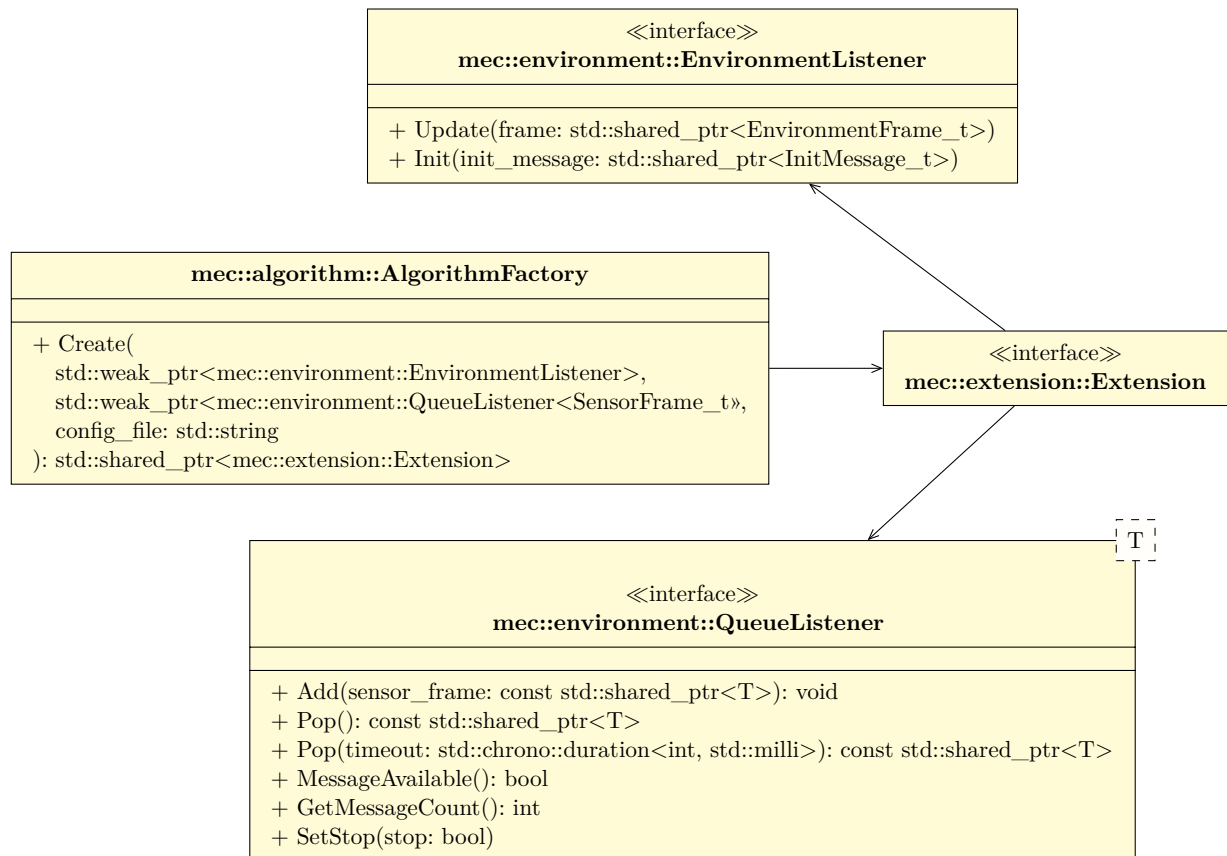 ≪interface≫
mec::environment::EnvironmentListener
+ Update(frame: std::shared_ptr<EnvironmentFrame_t>)
+ Init(init_message: std::shared_ptr<InitMessage_t>)
mec::algorithm::AlgorithmFactory
+ Create(
std::weak_ptr<mec::environment::EnvironmentListener>,
std::weak_ptr<mec::environment::QueueListener<SensorFrame_t»,
config_file: std::string
): std::shared_ptr<mec::extension::Extension>
≪interface≫
mec::extension::Extension
T
≪interface≫
mec::environment::QueueListener
+ Add(sensor_frame: const std::shared_ptr<T>): void
+ Pop(): const std::shared_ptr<T>
+ Pop(timeout: std::chrono::duration<int, std::milli>): const std::shared_ptr<T>
+ MessageAvailable(): bool
+ GetMessageCount(): int
+ SetStop(stop: bool)